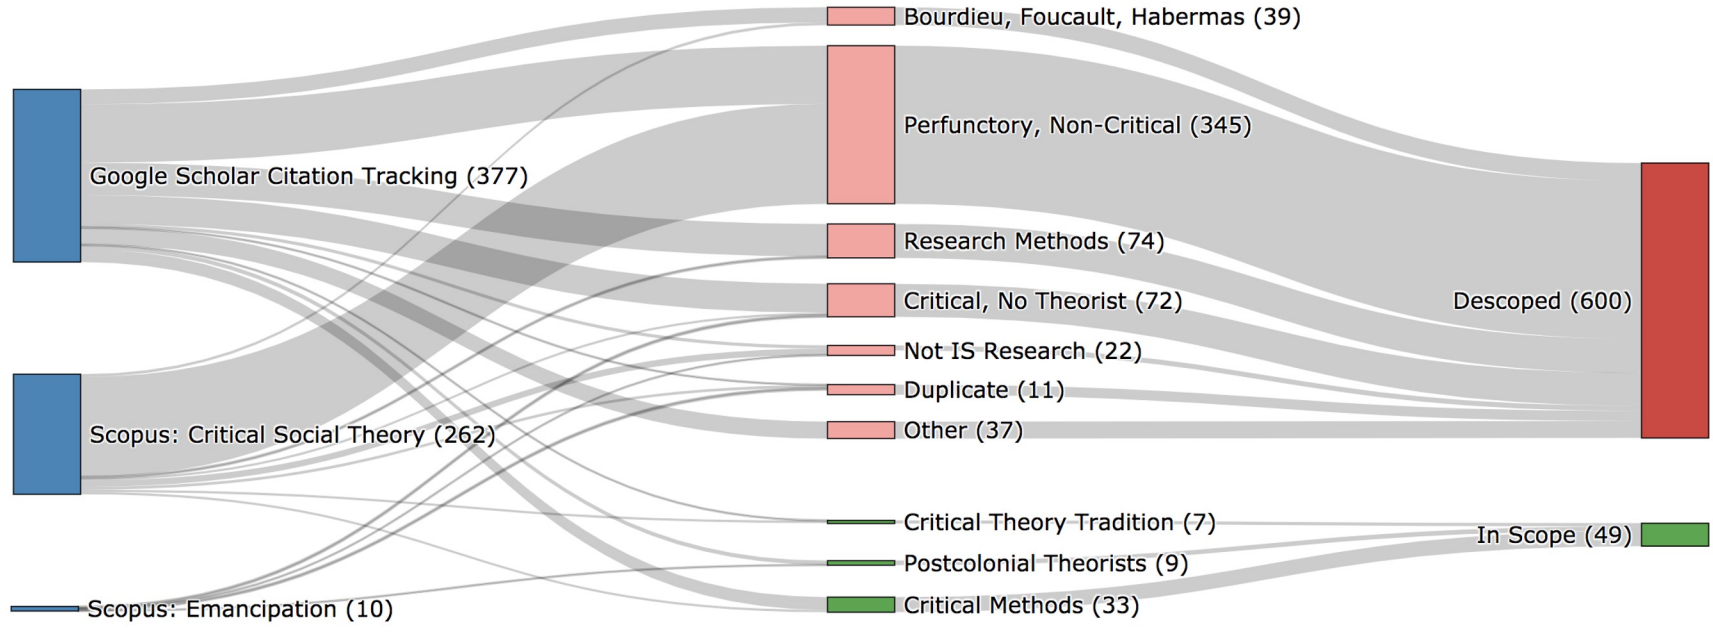 Bourdieu, Foucault, Habermas (39)
Perfunctory, Non-Critical (345)
Google Scholar Citation Tracking (377)
Research Methods (74)
Critical, No Theorist (72)
Descoped (600)
Not IS Research (22)
Duplicate (11)
Other (37)
Scopus: Critical Social Theory (262)
Critical Theory Tradition (7)
In Scope (49)
Postcolonial Theorists (9)
Critical Methods (33)
Scopus: Emancipation (10)